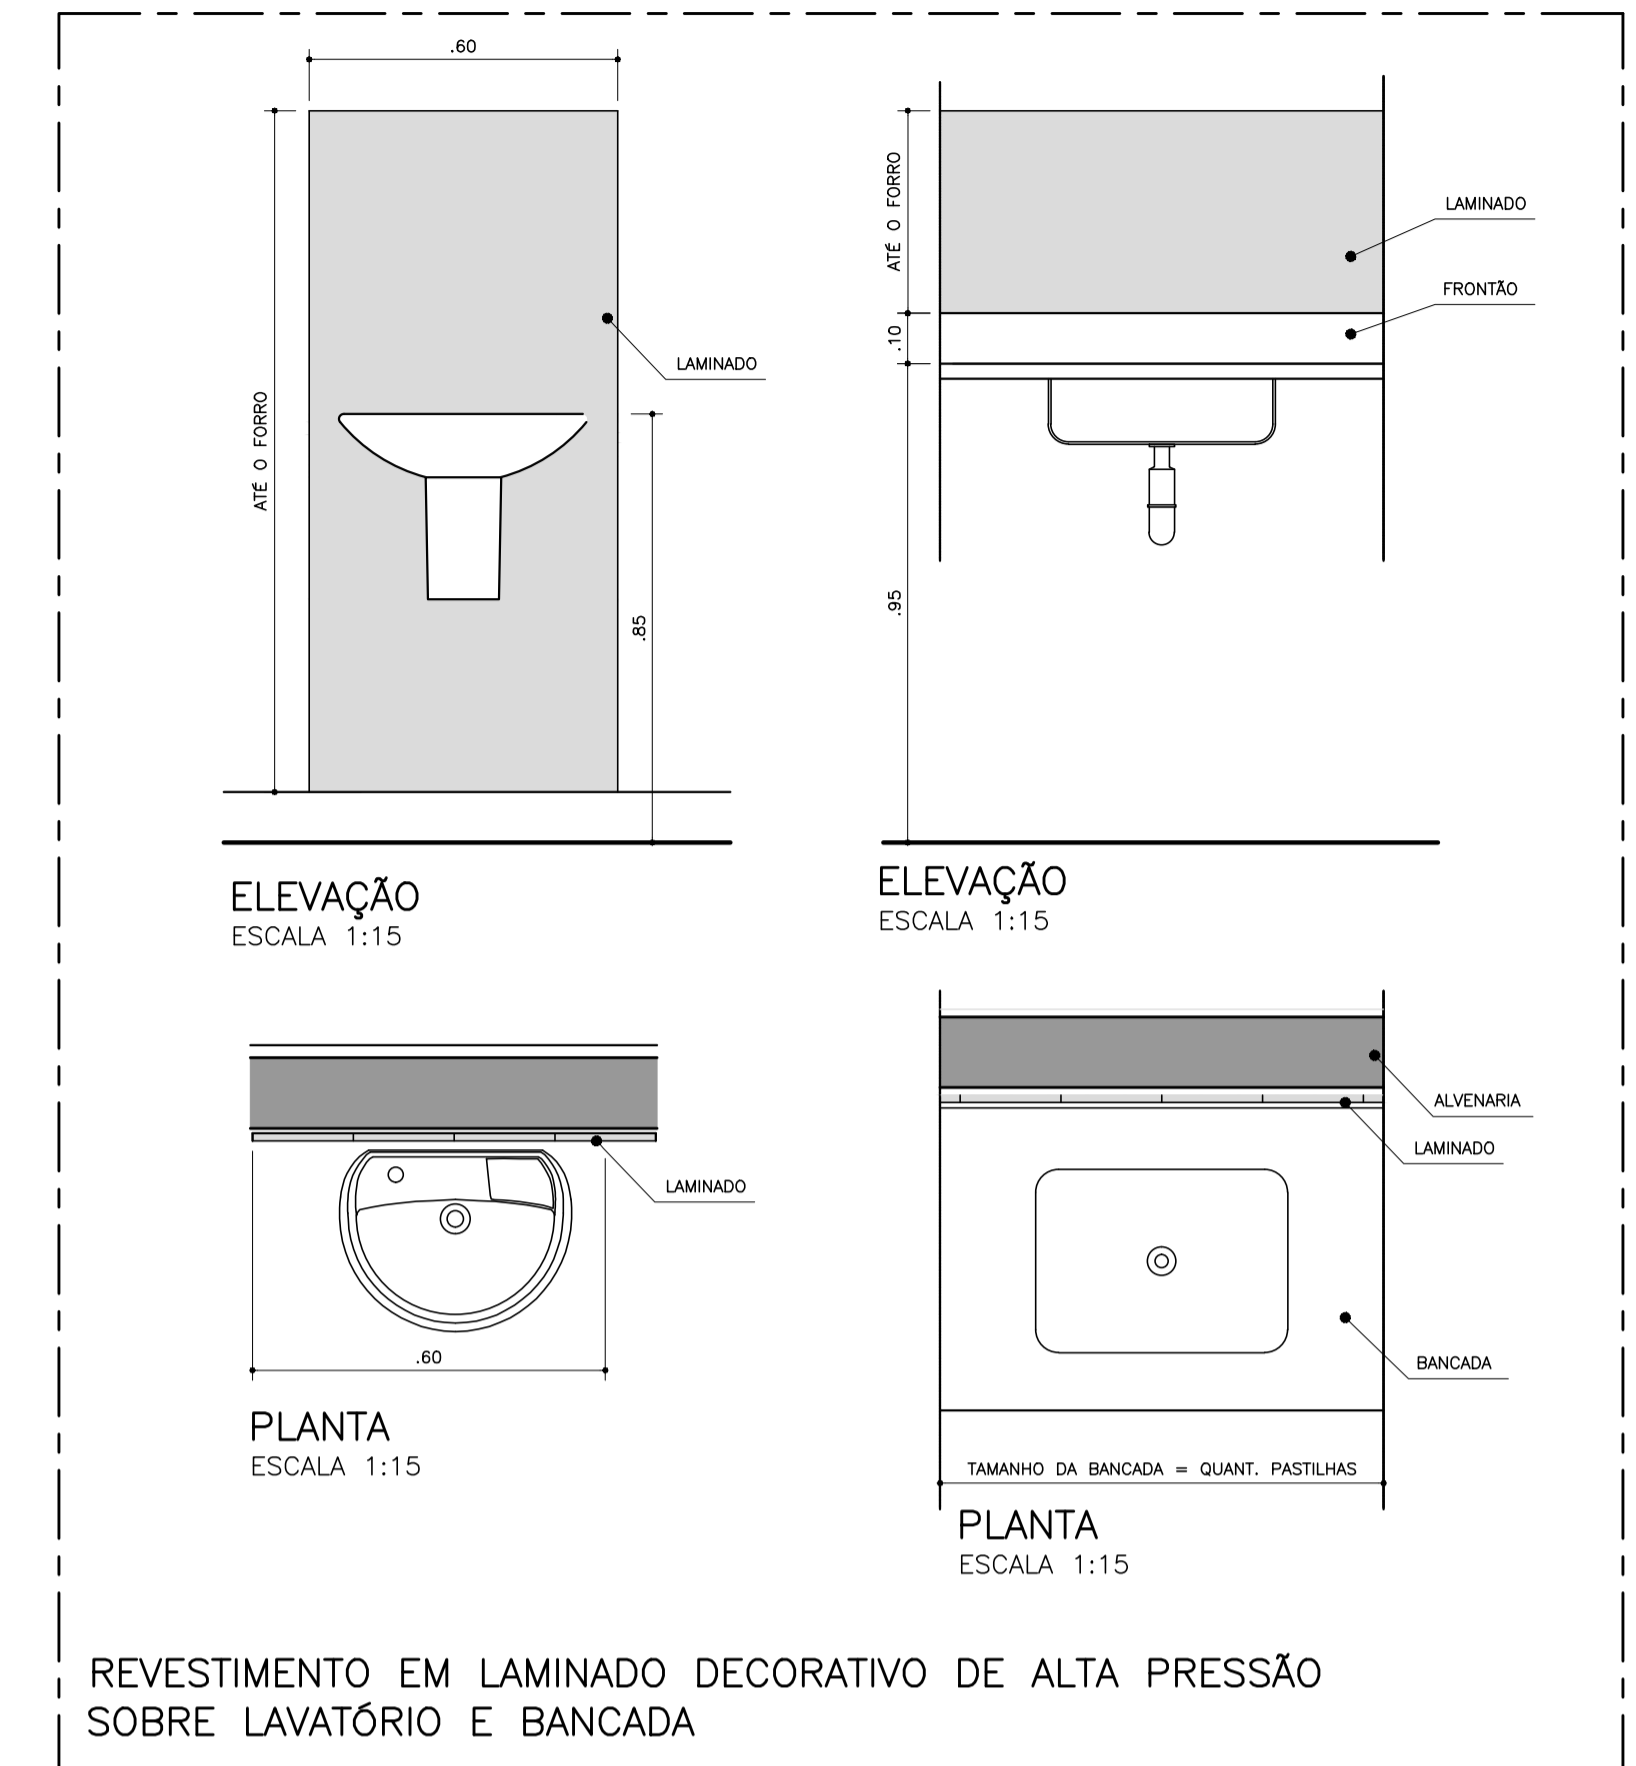 .60
ATÉ O FORRO
LAMINADO
.85
ELEVAÇÃO
ESCALA 1:15
ATÉ O FORRO
LAMINADO
FRONTÃO
.10
.95
ELEVAÇÃO
ESCALA 1:15
LAMINADO
.60
PLANTA
ESCALA 1:15
ALVENARIA
LAMINADO
BANCADA
TAMANHO DA BANCADA = QUANT. PASTILHAS
PLANTA
ESCALA 1:15
REVESTIMENTO EM LAMINADO DECORATIVO DE ALTA PRESSÃO
SOBRE LAVATÓRIO E BANCADA